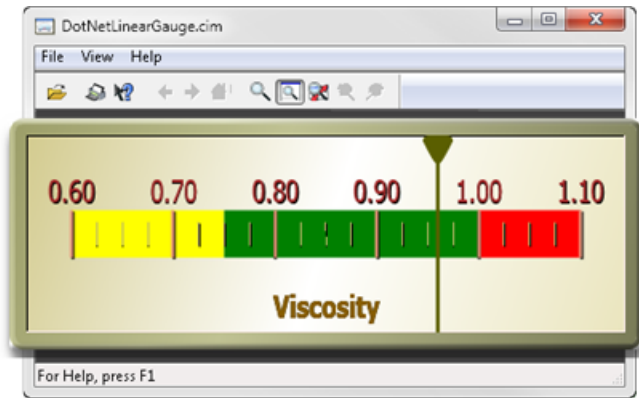 DotNetLinearGauge.cim
File View Help
0.60 0.70 0.80 0.90 1.00 1.10
Viscosity
For Help, press F1